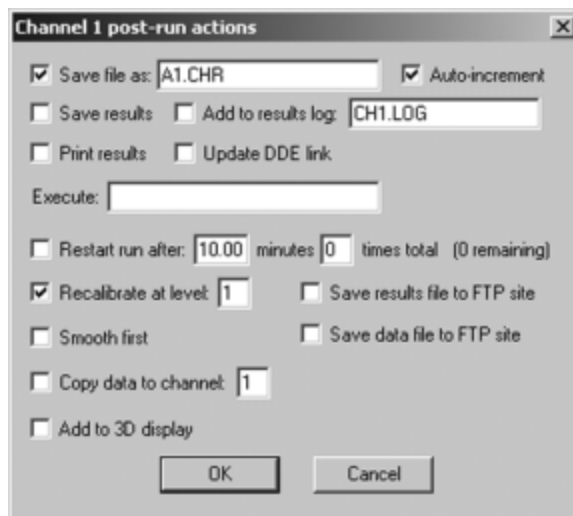 Channel 1 post-run actions
Save file as: A1.CHR Auto-increment
Save results Add to results log: CH1.LOG
Print results Update DDE link
Execute:
Restart run after: 10.00 minutes 0 times total (0 remaining)
Recalibrate at level: 1 Save results file to FTP site
Smooth first Save data file to FTP site
Copy data to channel: 1
Add to 3D display
OK Cancel